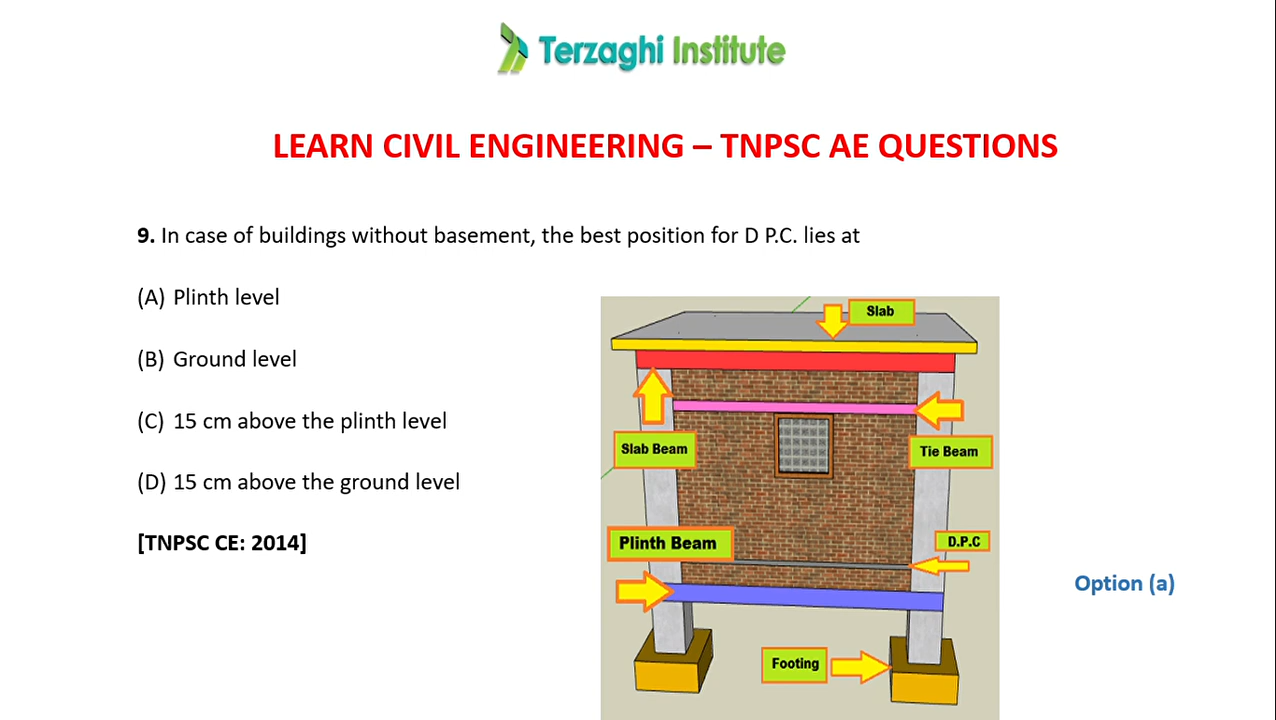 Terzaghi Institute
LEARN CIVIL ENGINEERING – TNPSC AE QUESTIONS
9. In case of buildings without basement, the best position for D P.C. lies at
(A) Plinth level
(B) Ground level
(C) 15 cm above the plinth level
(D) 15 cm above the ground level
[TNPSC CE: 2014]
Slab
Slab Beam
Tie Beam
Plinth Beam
D.P.C
Footing
Option (a)